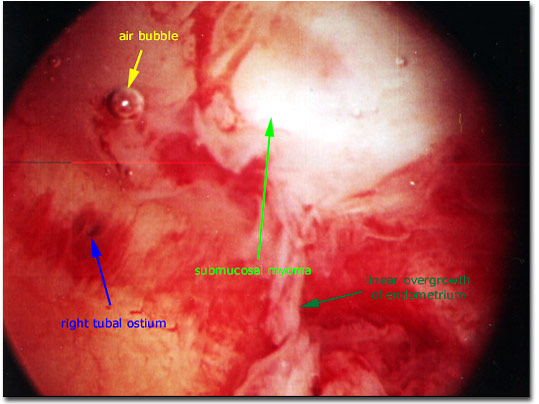 air bubble
submucosal myoma
linear overgrowth
of endometrium
right tubal ostium